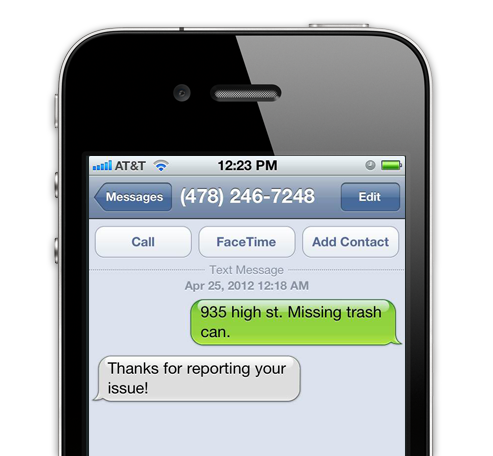 AT&T 12:23 PM
Messages (478) 246-7248 Edit
Call FaceTime Add Contact
Text Message
Apr 25, 2012 12:18 AM
935 high st. Missing trash
can.
Thanks for reporting your
issue!